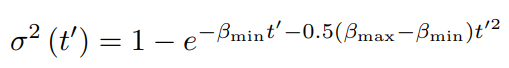 σ² (t′) = 1 − e^{−β_min t′ − 0.5(β_max − β_min)t′²}